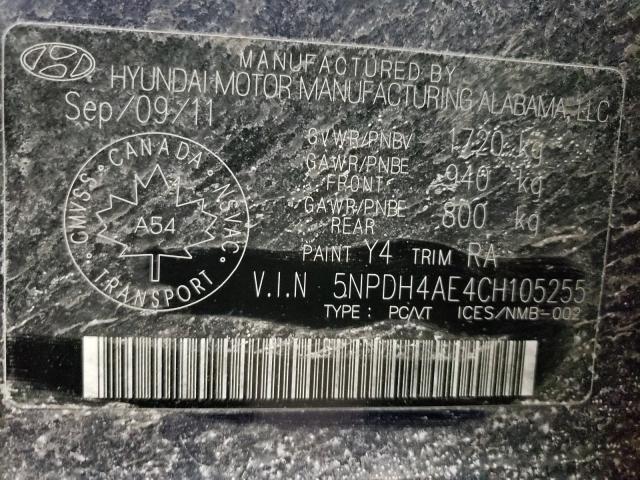 MANUFACTURED BY
HYUNDAI MOTOR MANUFACTURING ALABAMA, LLC
Sep/09/11
GVWR/PNBV 1720 kg
GAWR/PNBE FRONT 940 kg
GAWR/PNBE REAR 800 kg
CANADA
CMVSS NSVAC
A54
TRANSPORT
PAINT Y4 TRIM RA
V.I.N 5NPDH4AE4CH105255
TYPE : PC/VT ICES/NMB-002